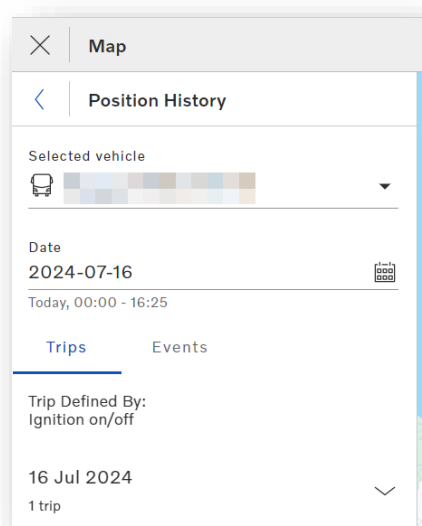 Map
Position History
Selected vehicle
Date
2024-07-16
Today, 00:00 - 16:25
Trips Events
Trip Defined By:
Ignition on/off
16 Jul 2024
1 trip